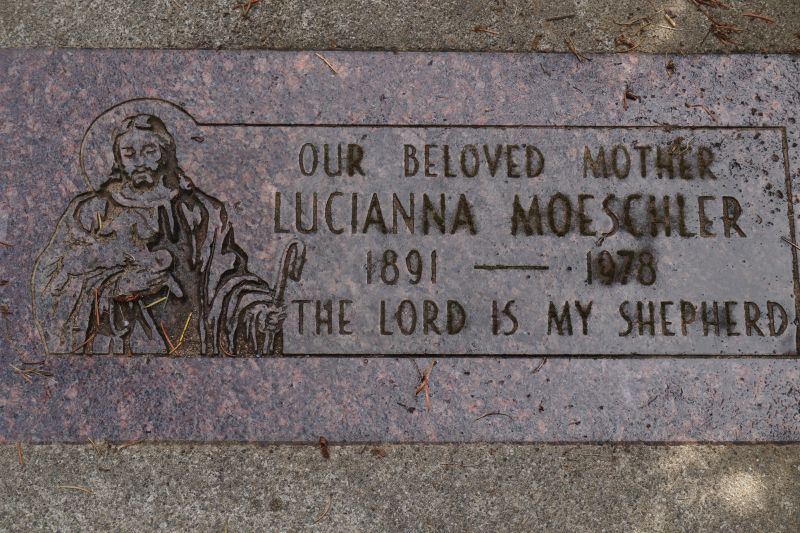 OUR BELOVED MOTHER
LUCIANNA MOESCHLER
1891 — 1978
THE LORD IS MY SHEPHERD